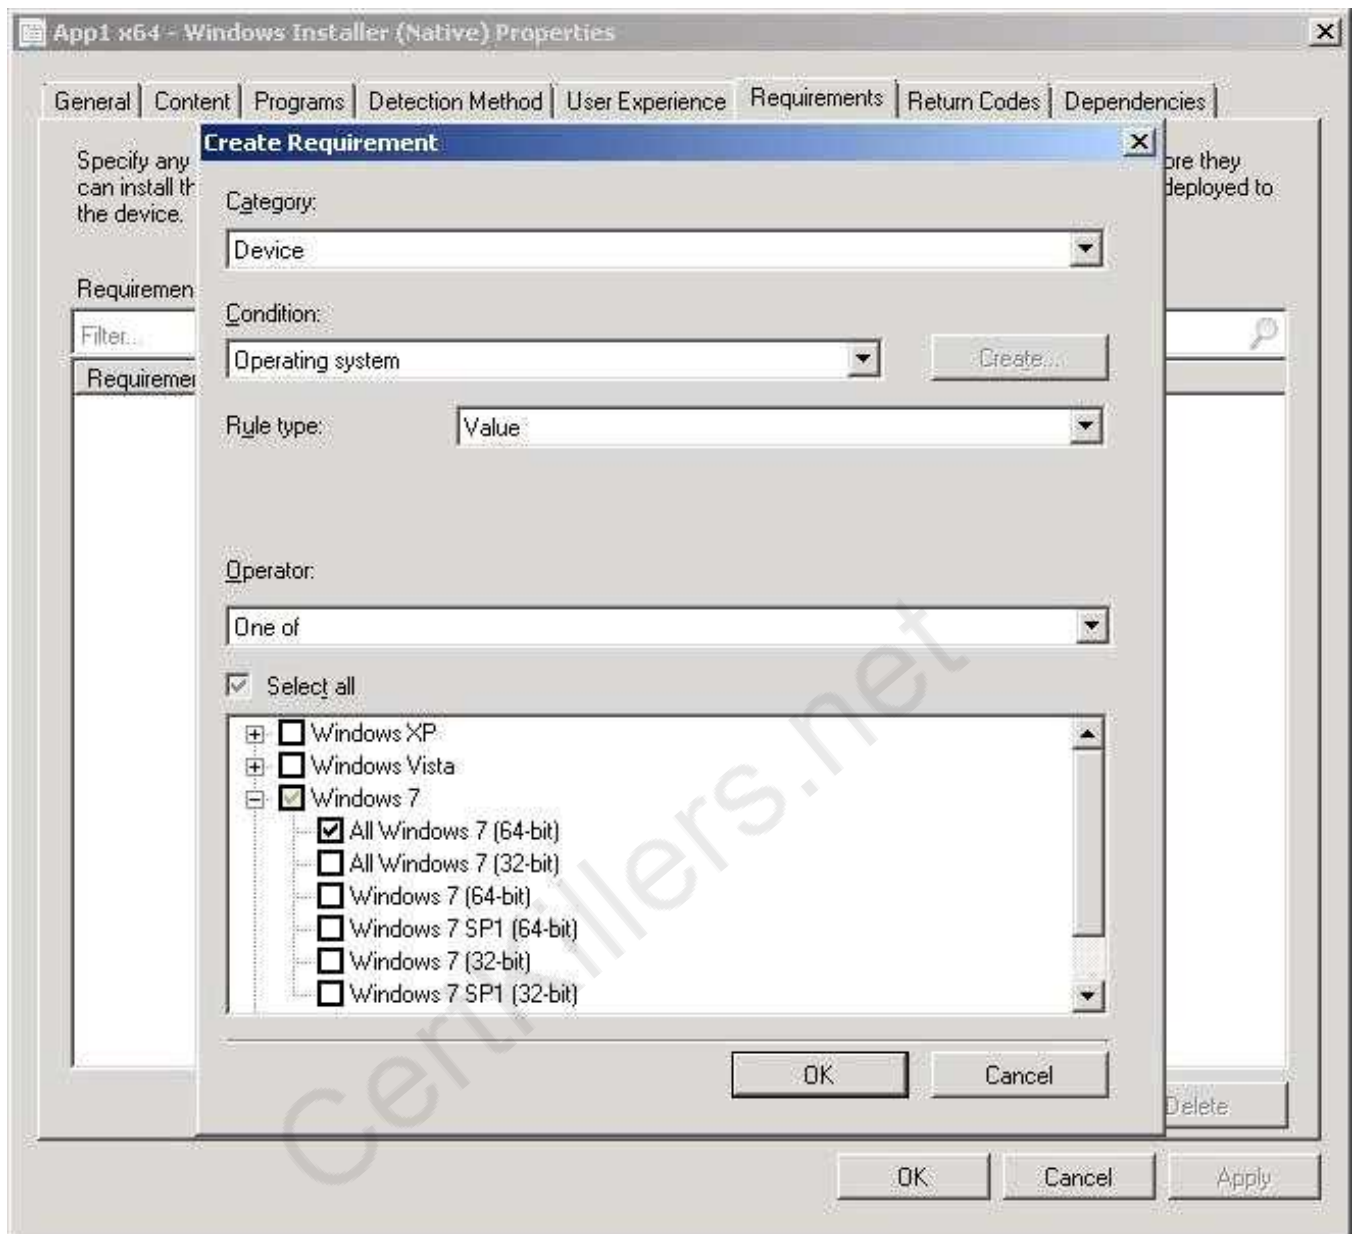 App1 x64 - Windows Installer (Native) Properties
General Content Programs Detection Method User Experience Requirements Return Codes Dependencies
Specify any
can install
the device.
ore they
deployed to
Requiremen
Filter...
Requiremer
Create Requirement
Category:
Device
Condition:
Operating system
Create...
Rule type:
Value
Operator:
One of
Select all
Windows XP
Windows Vista
Windows 7
All Windows 7 (64-bit)
All Windows 7 (32-bit)
Windows 7 (64-bit)
Windows 7 SP1 (64-bit)
Windows 7 (32-bit)
Windows 7 SP1 (32-bit)
OK Cancel
Delete
OK Cancel Apply
CertKillers.net